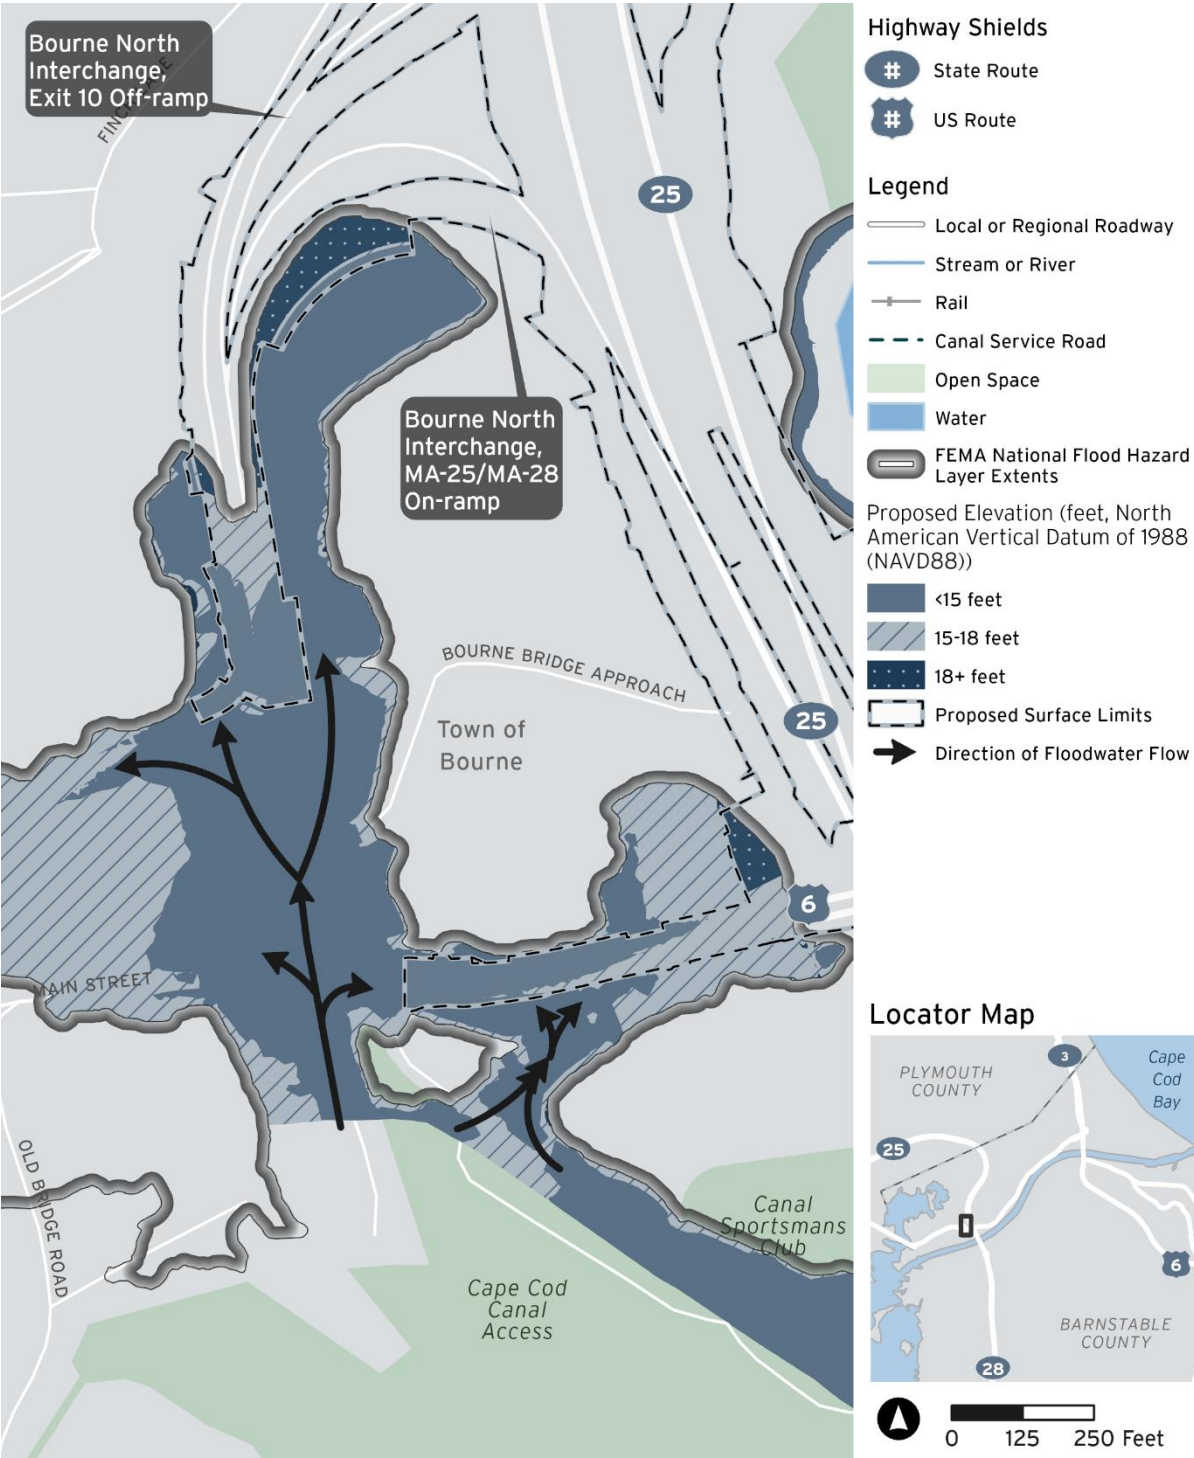 Bourne North
Interchange,
Exit 10 Off-ramp
25
Bourne North
Interchange,
MA-25/MA-28
On-ramp
BOURNE BRIDGE APPROACH
Town of
Bourne
25
6
MAIN STREET
OLD BRIDGE ROAD
Canal
Sportsmans
Club
Cape Cod
Canal
Access
Highway Shields
# State Route
# US Route
Legend
Local or Regional Roadway
Stream or River
Rail
Canal Service Road
Open Space
Water
FEMA National Flood Hazard
Layer Extents
Proposed Elevation (feet, North
American Vertical Datum of 1988
(NAVD88))
<15 feet
15-18 feet
18+ feet
Proposed Surface Limits
Direction of Floodwater Flow
Locator Map
PLYMOUTH
COUNTY
3
Cape
Cod
Bay
25
6
BARNSTABLE
COUNTY
28
0 125 250 Feet